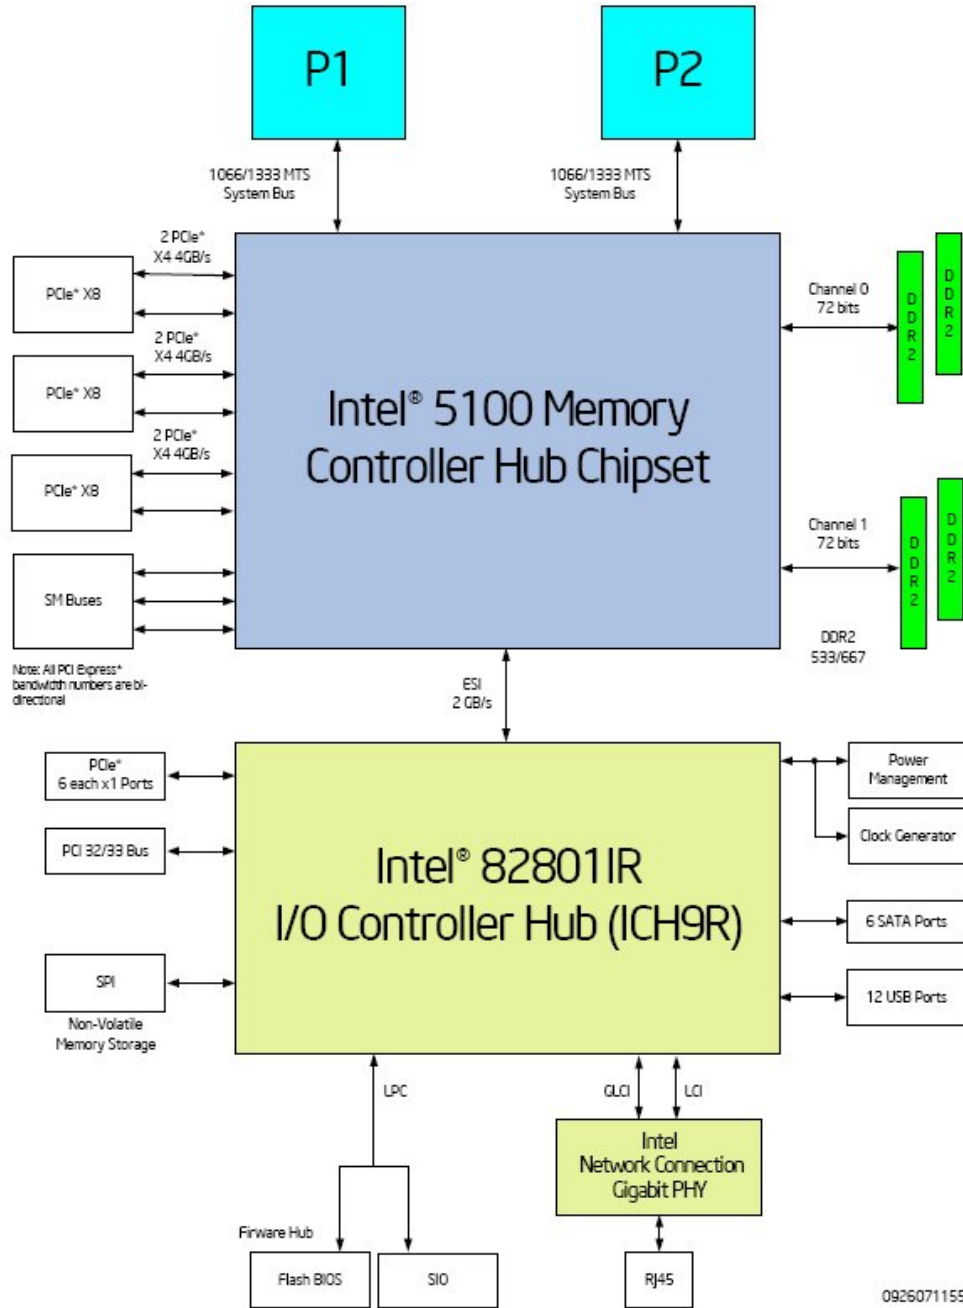 P1
P2
1066/1333 MTS
System Bus
1066/1333 MTS
System Bus
2 PCIe*
X4 4GB/s
PCIe* X8
2 PCIe*
X4 4GB/s
PCIe* X8
2 PCIe*
X4 4GB/s
PCIe* X8
SM Buses
Note: All PCI Express*
bandwidth numbers are bi-
directional
Intel® 5100 Memory
Controller Hub Chipset
Channel 0
72 bits
DDR2
DDR2
Channel 1
72 bits
DDR2
DDR2
DDR2
533/667
ESI
2 GB/s
PCIe*
6 each x1 Ports
PCI 32/33 Bus
SPI
Non-Volatile
Memory Storage
Intel® 82801IR
I/O Controller Hub (ICH9R)
Power
Management
Clock Generator
6 SATA Ports
12 USB Ports
LPC
GLCI
LCI
Intel
Network Connection
Gigabit PHY
Firware Hub
Flash BIOS
SIO
RJ45
0926071155